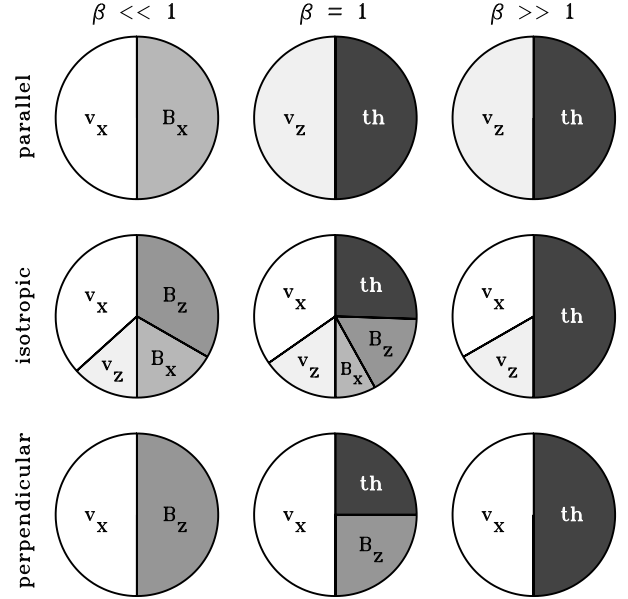 β << 1
β = 1
β >> 1
parallel
v_x
B_x
v_z
th
v_z
th
isotropic
v_x
B_z
v_z
B_x
v_x
th
B_z
v_z
B_x
v_x
th
v_z
perpendicular
v_x
B_z
v_x
th
B_z
v_x
th